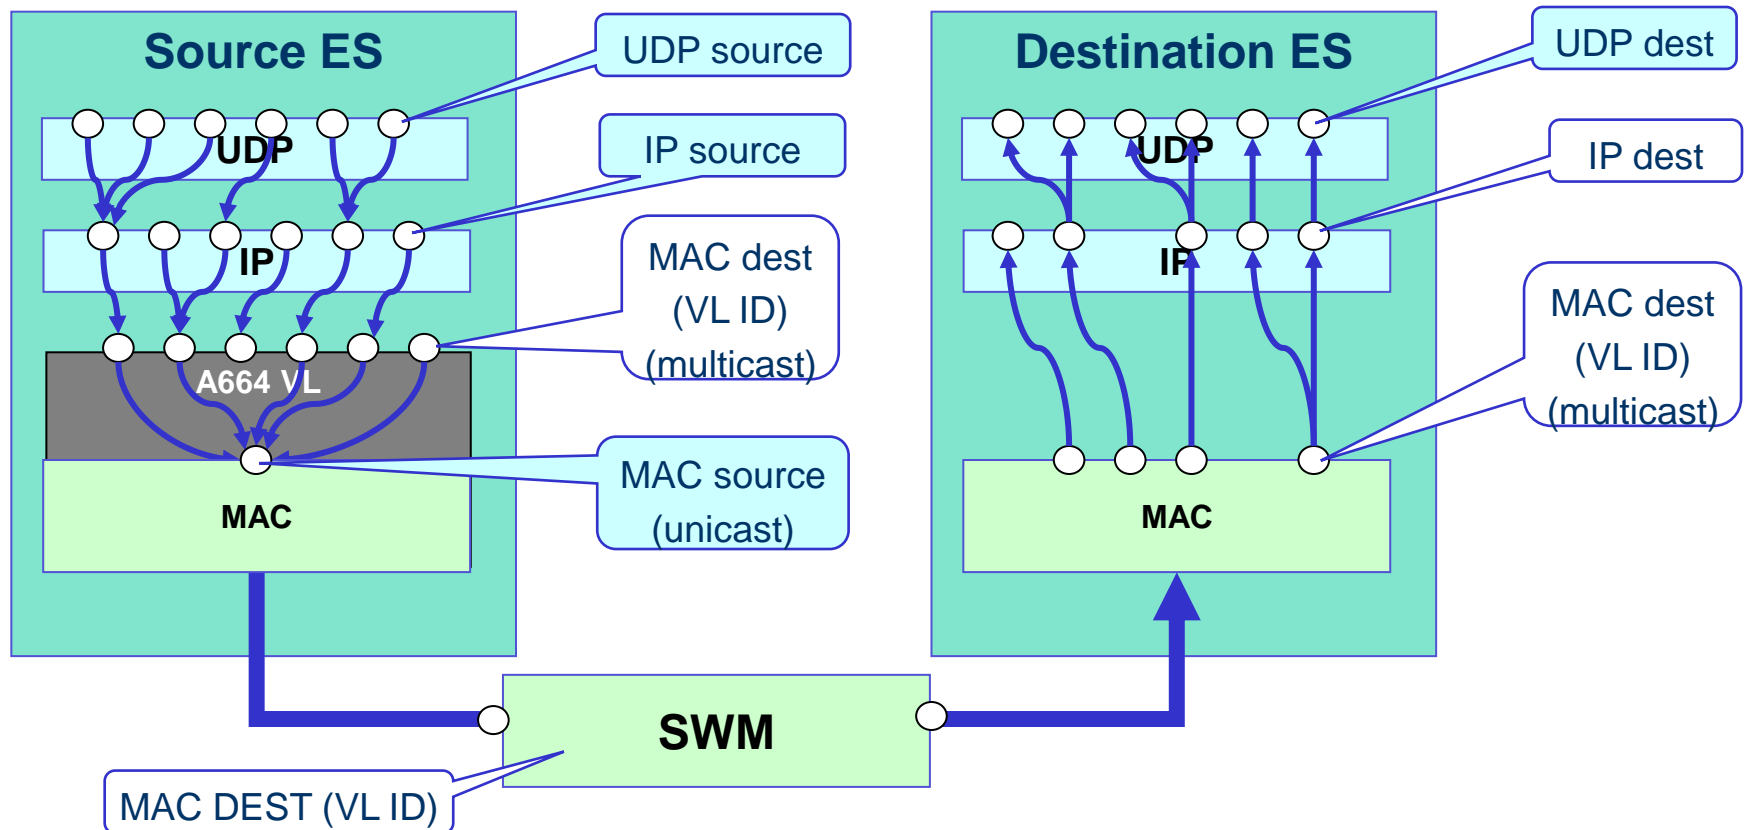 Source ES
UDP source
UDP
IP source
IP
MAC dest
(VL ID)
(multicast)
A664 VL
MAC source
(unicast)
MAC
Destination ES
UDP dest
UDP
IP dest
IP
MAC dest
(VL ID)
(multicast)
MAC
SWM
MAC DEST (VL ID)